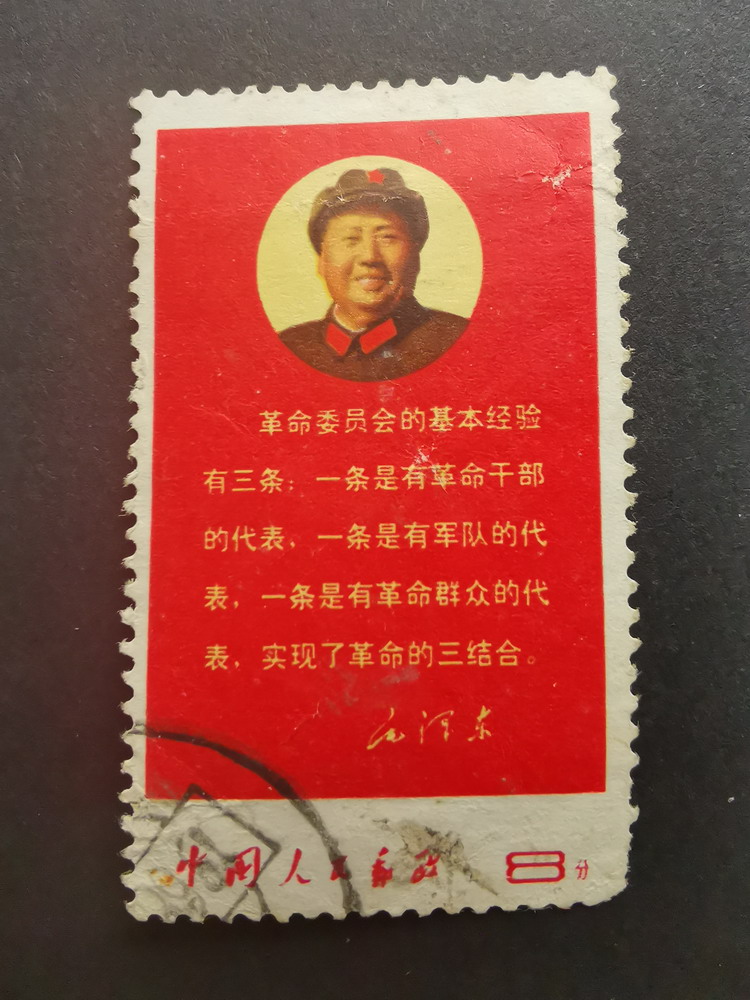 革命委员会的基本经验
有三条：一条是有革命干部
的代表，一条是有军队的代
表，一条是有革命群众的代
表，实现了革命的三结合。
毛泽东
中国人民邮政 8分